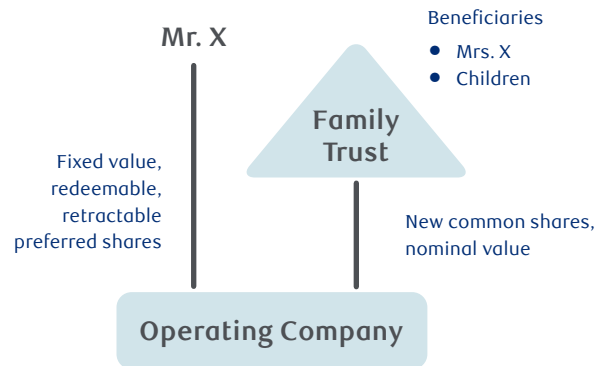 Mr. X
Beneficiaries
• Mrs. X
• Children
Family
Trust
Fixed value,
redeemable,
retractable
preferred shares
New common shares,
nominal value
Operating Company